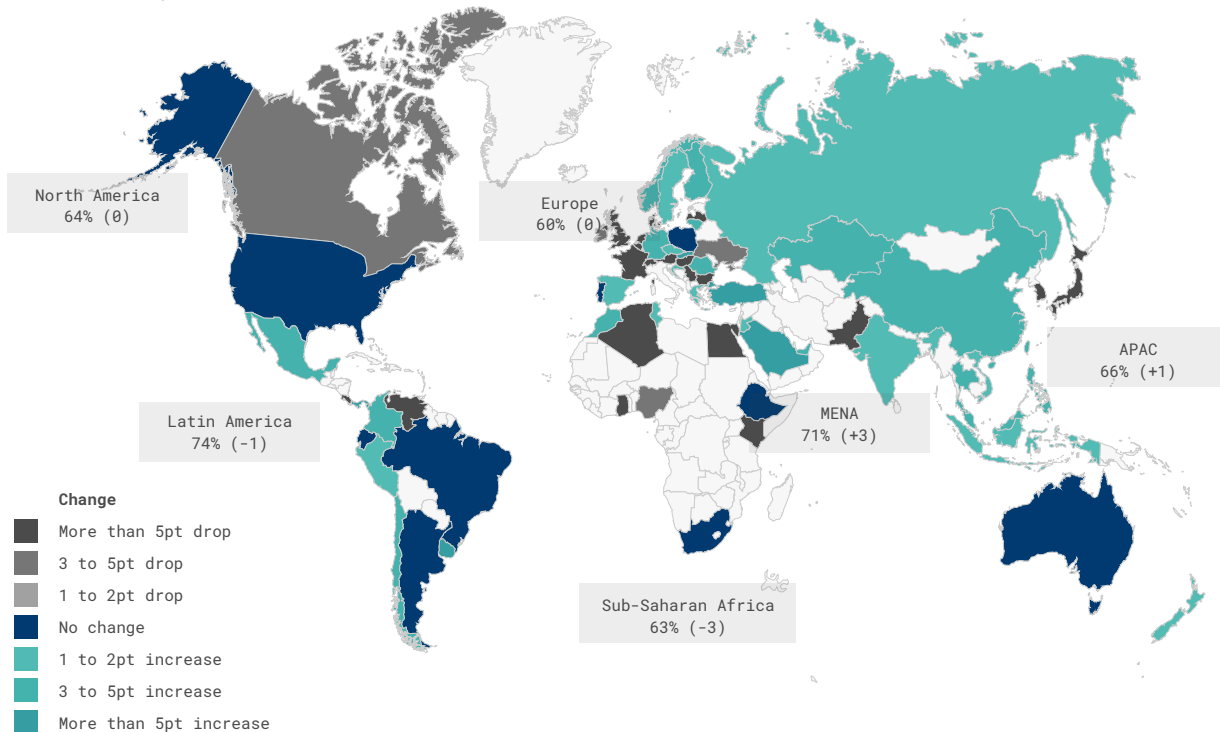 North America
64% (0)
Europe
60% (0)
APAC
66% (+1)
Latin America
74% (-1)
MENA
71% (+3)
Sub-Saharan Africa
63% (-3)
Change
More than 5pt drop
3 to 5pt drop
1 to 2pt drop
No change
1 to 2pt increase
3 to 5pt increase
More than 5pt increase